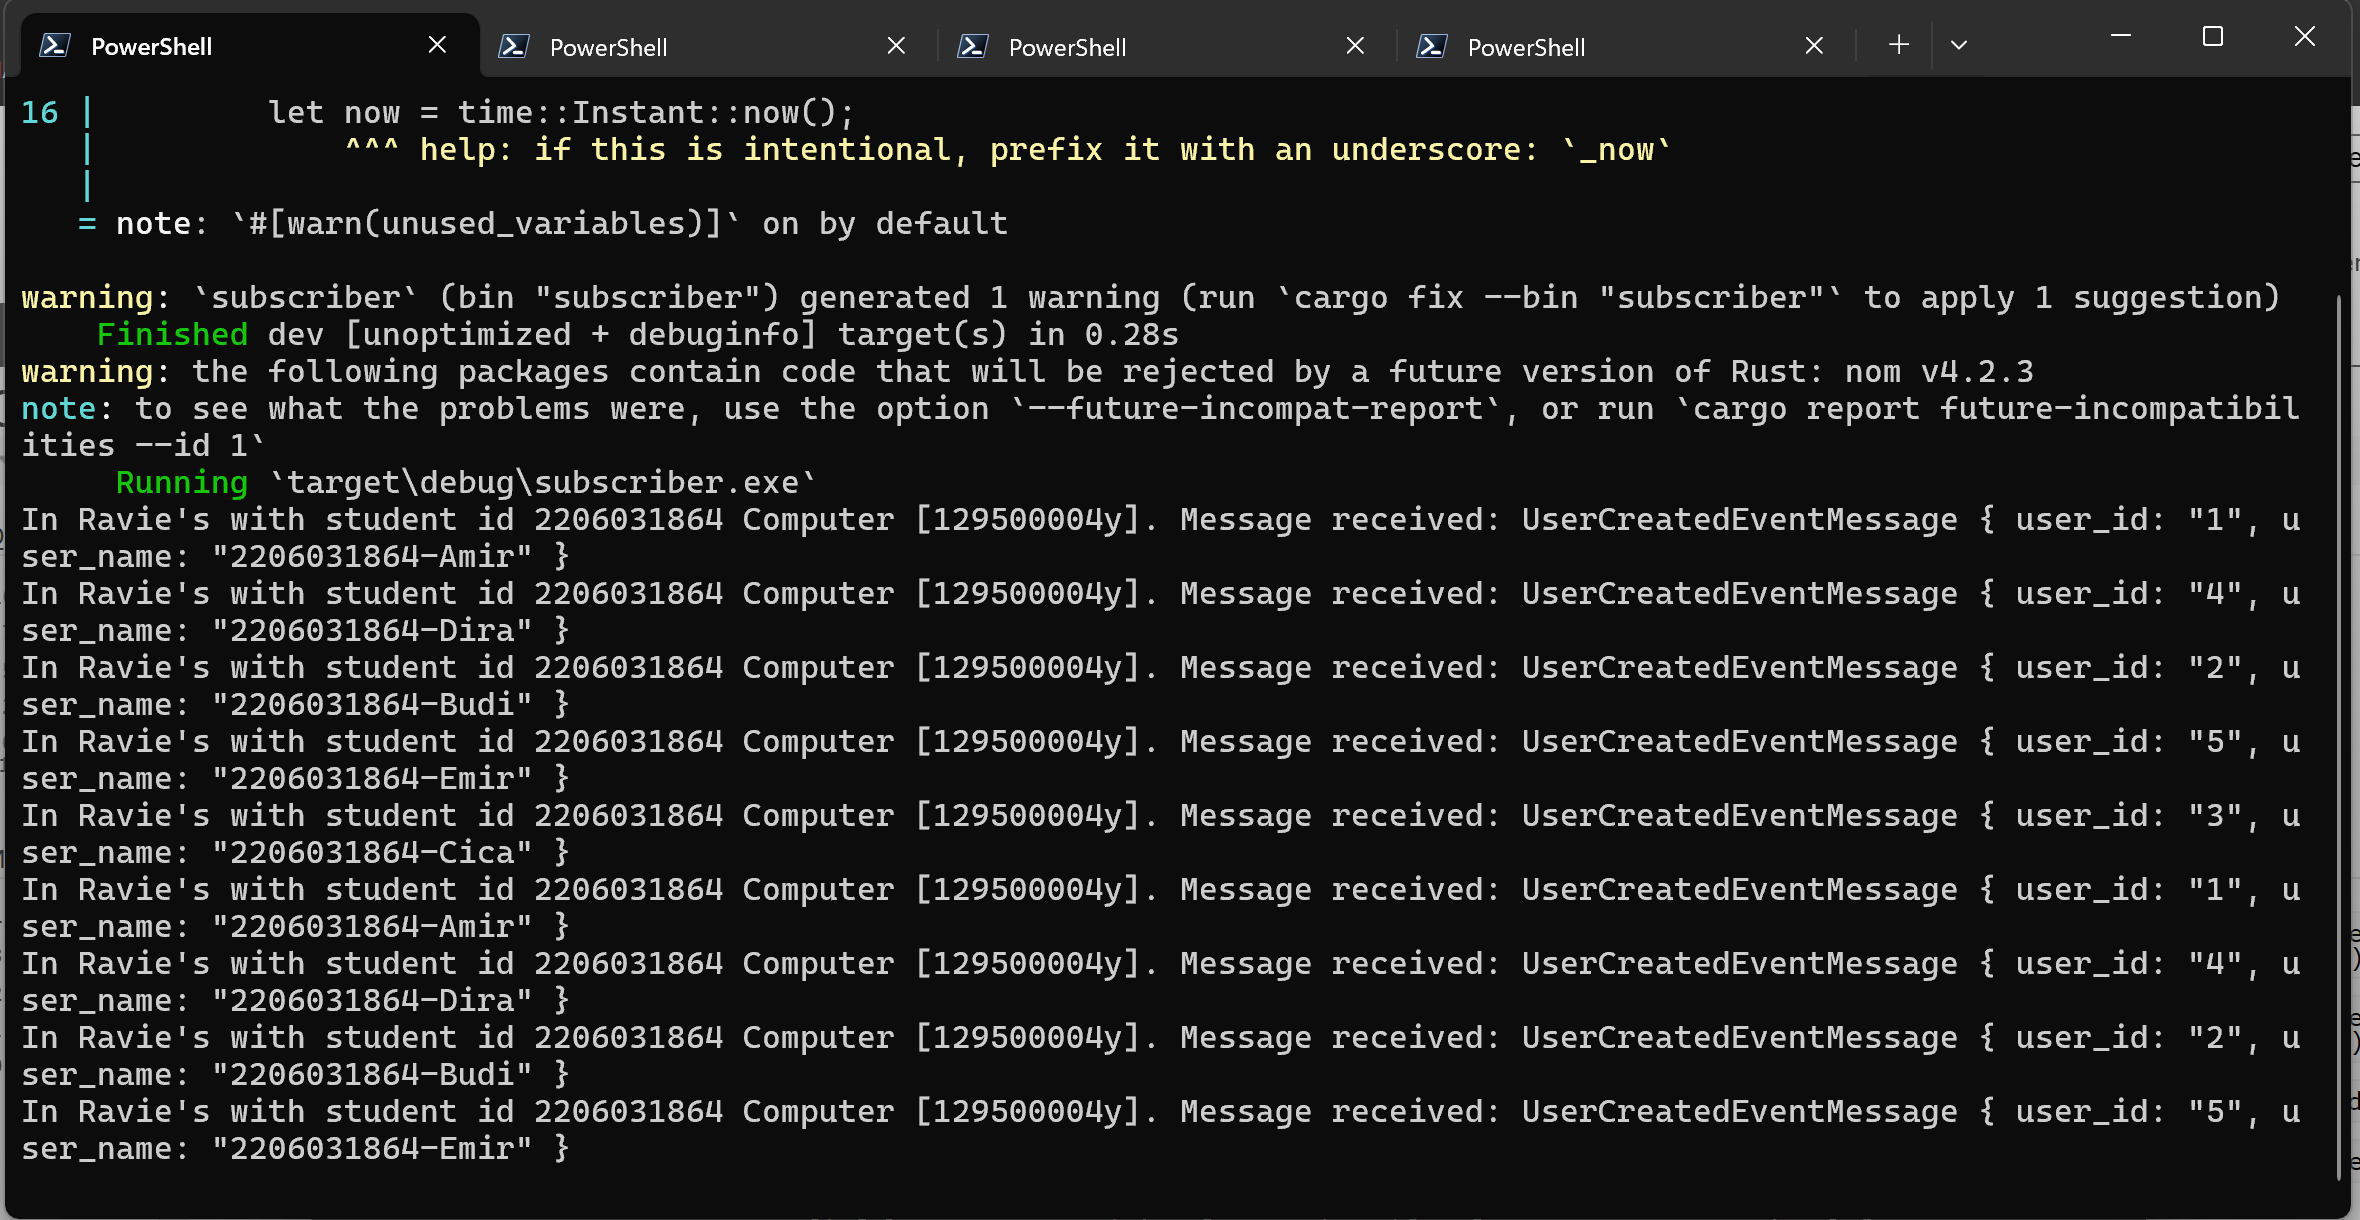 PowerShell PowerShell PowerShell PowerShell
16 |         let now = time::Instant::now();
   |             ^^^ help: if this is intentional, prefix it with an underscore: `_now`
   |
   = note: `#[warn(unused_variables)]` on by default
warning: `subscriber` (bin "subscriber") generated 1 warning (run `cargo fix --bin "subscriber"` to apply 1 suggestion)
    Finished dev [unoptimized + debuginfo] target(s) in 0.28s
warning: the following packages contain code that will be rejected by a future version of Rust: nom v4.2.3
note: to see what the problems were, use the option `--future-incompat-report`, or run `cargo report future-incompatibil
ities --id 1`
     Running `target\debug\subscriber.exe`
In Ravie's with student id 2206031864 Computer [129500004y]. Message received: UserCreatedEventMessage { user_id: "1", u
ser_name: "2206031864-Amir" }
In Ravie's with student id 2206031864 Computer [129500004y]. Message received: UserCreatedEventMessage { user_id: "4", u
ser_name: "2206031864-Dira" }
In Ravie's with student id 2206031864 Computer [129500004y]. Message received: UserCreatedEventMessage { user_id: "2", u
ser_name: "2206031864-Budi" }
In Ravie's with student id 2206031864 Computer [129500004y]. Message received: UserCreatedEventMessage { user_id: "5", u
ser_name: "2206031864-Emir" }
In Ravie's with student id 2206031864 Computer [129500004y]. Message received: UserCreatedEventMessage { user_id: "3", u
ser_name: "2206031864-Cica" }
In Ravie's with student id 2206031864 Computer [129500004y]. Message received: UserCreatedEventMessage { user_id: "1", u
ser_name: "2206031864-Amir" }
In Ravie's with student id 2206031864 Computer [129500004y]. Message received: UserCreatedEventMessage { user_id: "4", u
ser_name: "2206031864-Dira" }
In Ravie's with student id 2206031864 Computer [129500004y]. Message received: UserCreatedEventMessage { user_id: "2", u
ser_name: "2206031864-Budi" }
In Ravie's with student id 2206031864 Computer [129500004y]. Message received: UserCreatedEventMessage { user_id: "5", u
ser_name: "2206031864-Emir" }